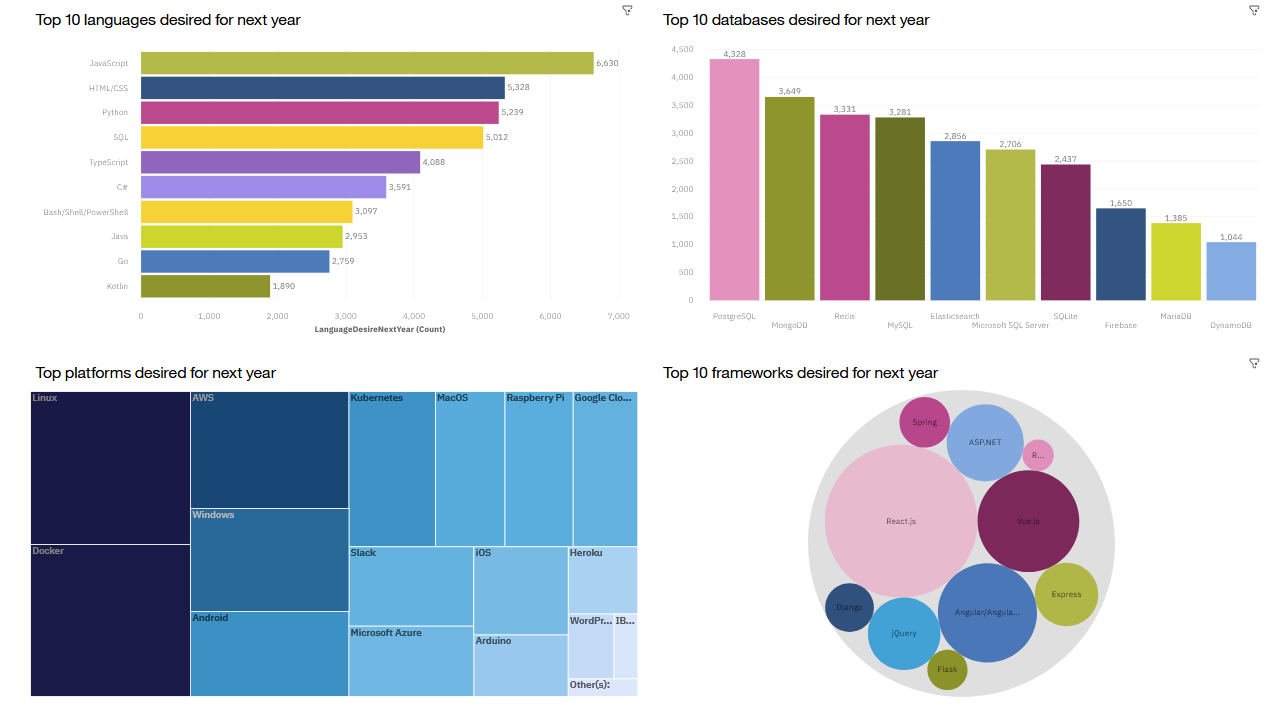 Top 10 languages desired for next year
JavaScript
6,630
HTML/CSS
5,328
Python
5,239
SQL
5,012
TypeScript
4,088
C#
3,591
Bash/Shell/PowerShell
3,097
Java
2,953
Go
2,759
Kotlin
1,890
0 1,000 2,000 3,000 4,000 5,000 6,000 7,000
LanguageDesireNextYear (Count)
Top 10 databases desired for next year
4,500
4,000
3,500
3,000
2,500
2,000
1,500
1,000
500
0
4,328
3,649
3,331
3,281
2,856
2,706
2,437
1,650
1,385
1,044
PostgreSQL
MongoDB
Redis
MySQL
Elasticsearch
Microsoft SQL Server
SQLite
Firebase
MariaDB
DynamoDB
Top platforms desired for next year
Linux
AWS
Kubernetes
MacOS
Raspberry Pi
Google Clo...
Windows
Docker
Slack
iOS
Heroku
Android
WordPr...
IB...
Microsoft Azure
Arduino
Other(s):
Top 10 frameworks desired for next year
Spring
ASP.NET
R...
React.js
Vue.js
Express
Django
Angular/Angula...
jQuery
Flask